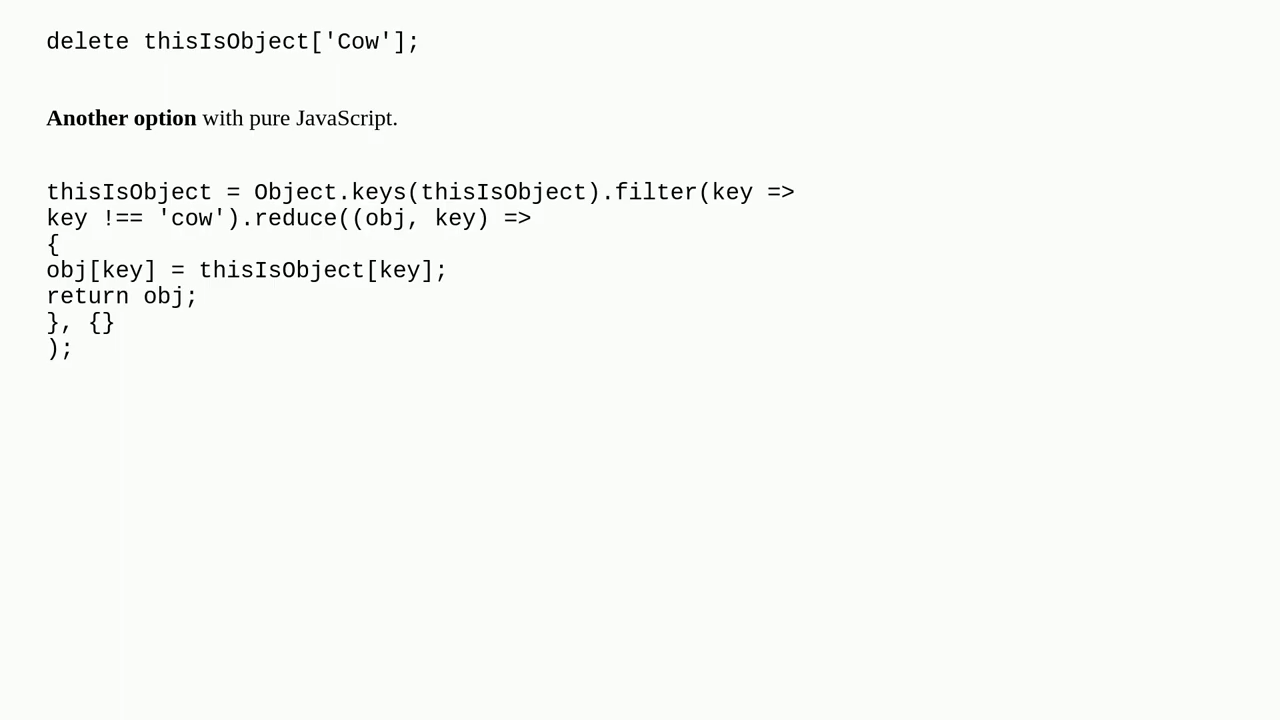 delete thisIsObject['Cow'];
Another option with pure JavaScript.
thisIsObject = Object.keys(thisIsObject).filter(key =>
key !== 'cow').reduce((obj, key) =>
{
obj[key] = thisIsObject[key];
return obj;
}, {}
);